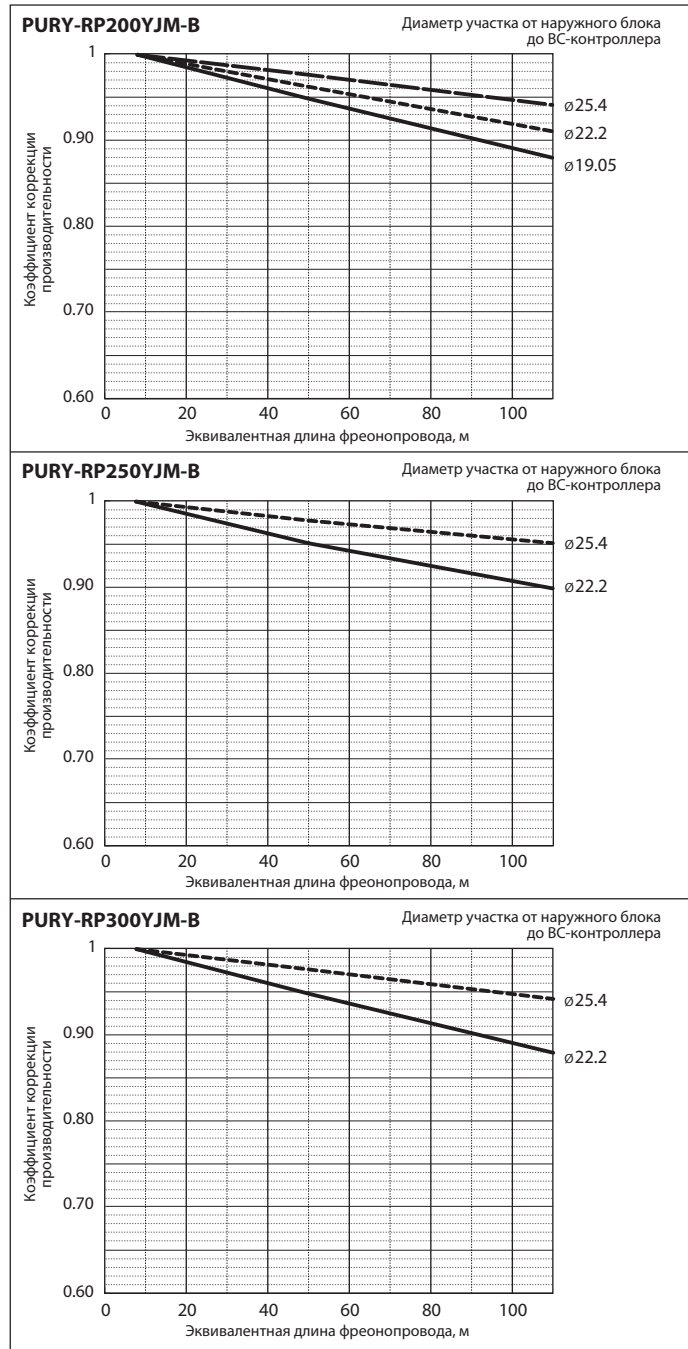 PURY-RP200YJM-B
Диаметр участка от наружного блока
до ВС-контроллера
Коэффициент коррекции
производительности
1
0.90
0.80
0.70
0.60
ø25.4
ø22.2
ø19.05
0 20 40 60 80 100
Эквивалентная длина фреонопровода, м
PURY-RP250YJM-B
Диаметр участка от наружного блока
до ВС-контроллера
Коэффициент коррекции
производительности
1
0.90
0.80
0.70
0.60
ø25.4
ø22.2
0 20 40 60 80 100
Эквивалентная длина фреонопровода, м
PURY-RP300YJM-B
Диаметр участка от наружного блока
до ВС-контроллера
Коэффициент коррекции
производительности
1
0.90
0.80
0.70
0.60
ø25.4
ø22.2
0 20 40 60 80 100
Эквивалентная длина фреонопровода, м